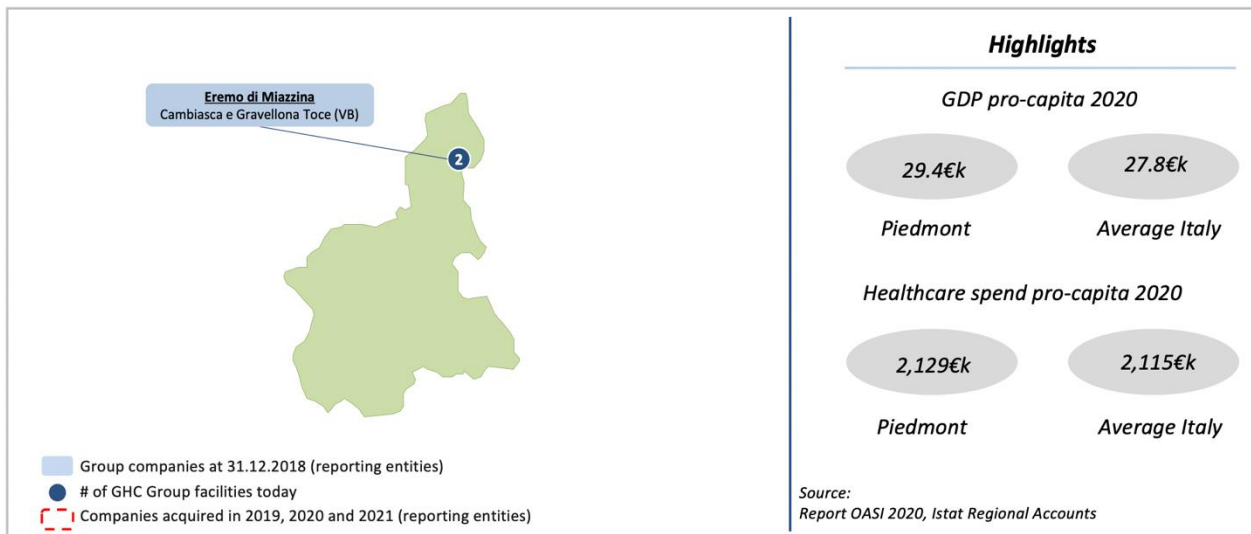 Eremo di Miazzina
Cambiasca e Gravellona Toce (VB)
2
Group companies at 31.12.2018 (reporting entities)
# of GHC Group facilities today
Companies acquired in 2019, 2020 and 2021 (reporting entities)
Highlights
GDP pro-capita 2020
29.4€k 27.8€k
Piedmont Average Italy
Healthcare spend pro-capita 2020
2,129€k 2,115€k
Piedmont Average Italy
Source:
Report OASI 2020, Istat Regional Accounts